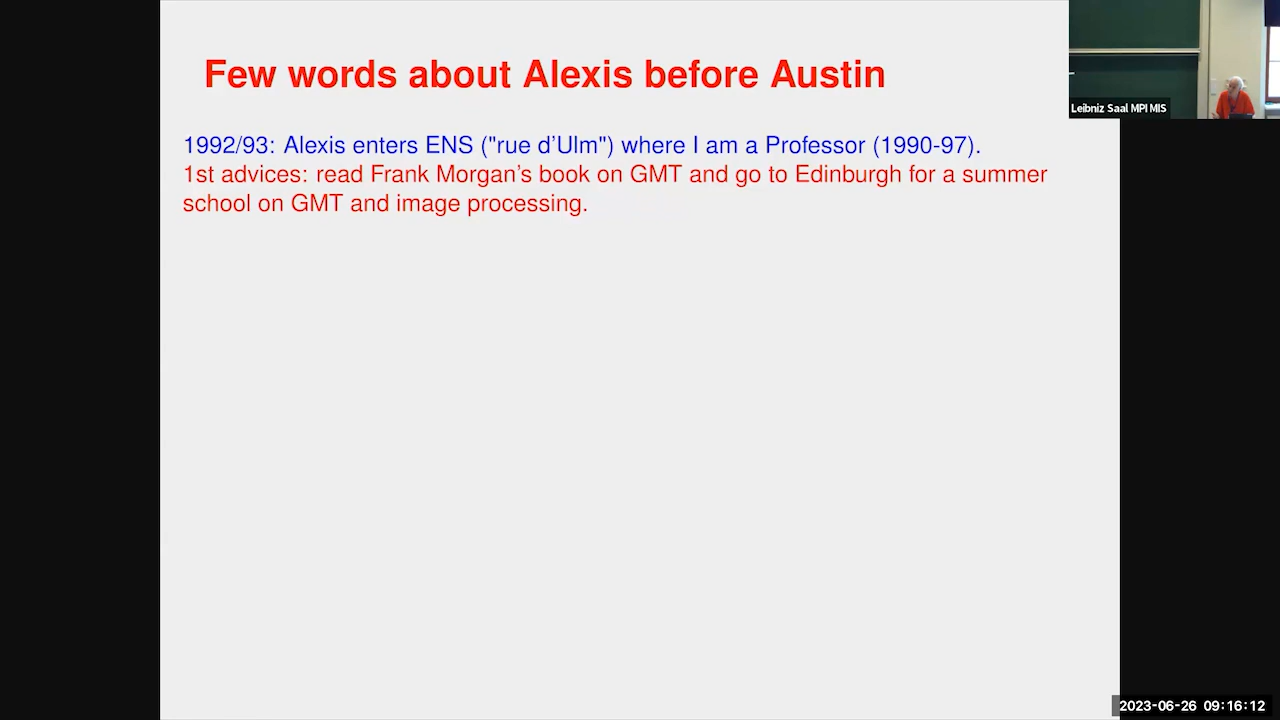 Few words about Alexis before Austin
Leibniz Saal MPI MIS
1992/93: Alexis enters ENS ("rue d'Ulm") where I am a Professor (1990-97).
1st advices: read Frank Morgan's book on GMT and go to Edinburgh for a summer
school on GMT and image processing.
2023-06-26 09:16:12